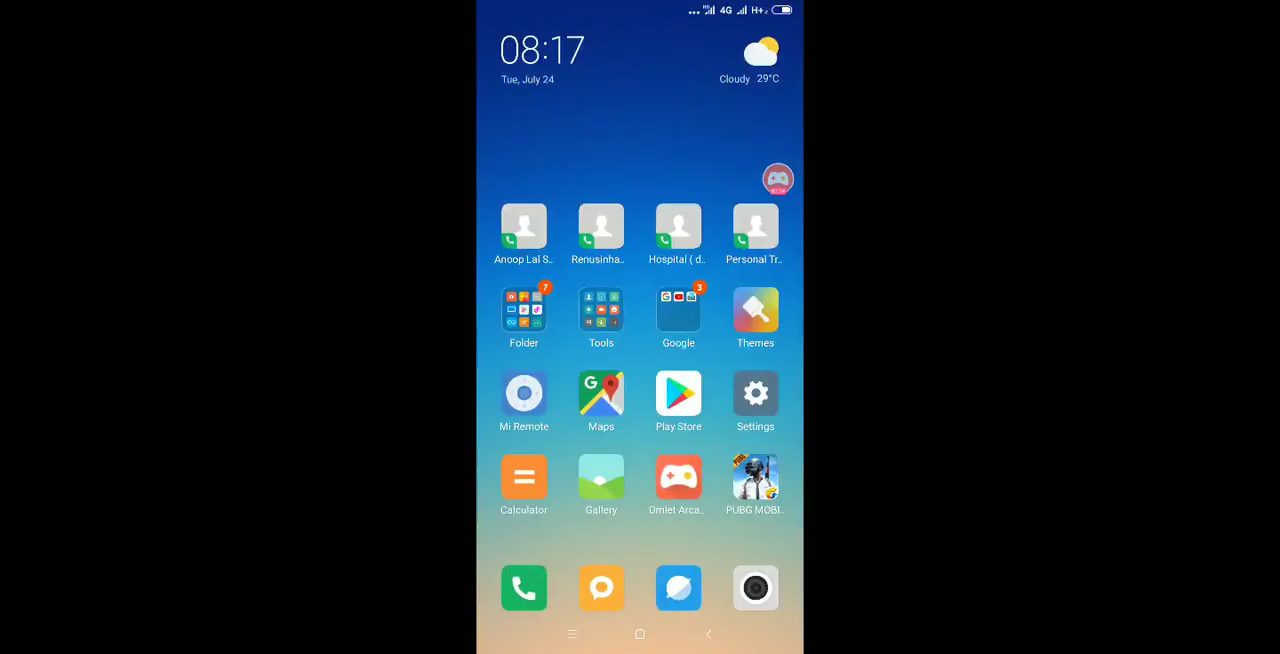 4G H+
08:17
Tue, July 24
Cloudy 29°C
Anoop Lal S.. Renusinha.. Hospital ( d.. Personal Tr..
7 3
Folder Tools Google Themes
G
Mi Remote Maps Play Store Settings
PUBG
Calculator Gallery Omlet Arca.. PUBG MOBI..